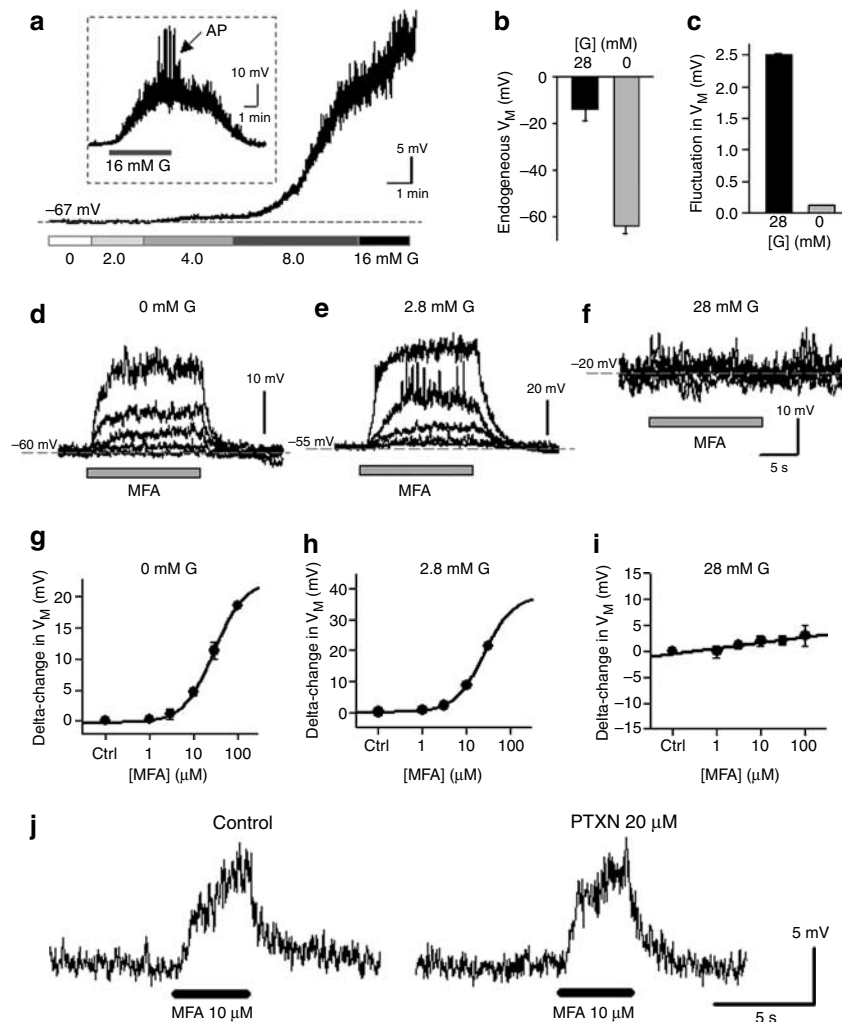 a
AP
10 mV
1 min
16 mM G
−67 mV
5 mV
1 min
0 2.0 4.0 8.0 16 mM G
b
[G] (mM)
28 0
Endogeneous V_M (mV)
0
−20
−40
−60
c
Fluctuation in V_M (mV)
2.5
2.0
1.5
1.0
0.5
0.0
28 0
[G] (mM)
d
0 mM G
10 mV
−60 mV
MFA
e
2.8 mM G
20 mV
−55 mV
MFA
f
28 mM G
−20 mV
10 mV
MFA
5 s
g
0 mM G
Delta-change in V_M (mV)
20
15
10
5
0
Ctrl 1 10 100
[MFA] (μM)
h
2.8 mM G
Delta-change in V_M (mV)
40
30
20
10
0
Ctrl 1 10 100
[MFA] (μM)
i
28 mM G
Delta-change in V_M (mV)
15
10
5
0
−5
−10
−15
Ctrl 1 10 100
[MFA] (μM)
j
Control
MFA 10 μM
PTXN 20 μM
MFA 10 μM
5 mV
5 s